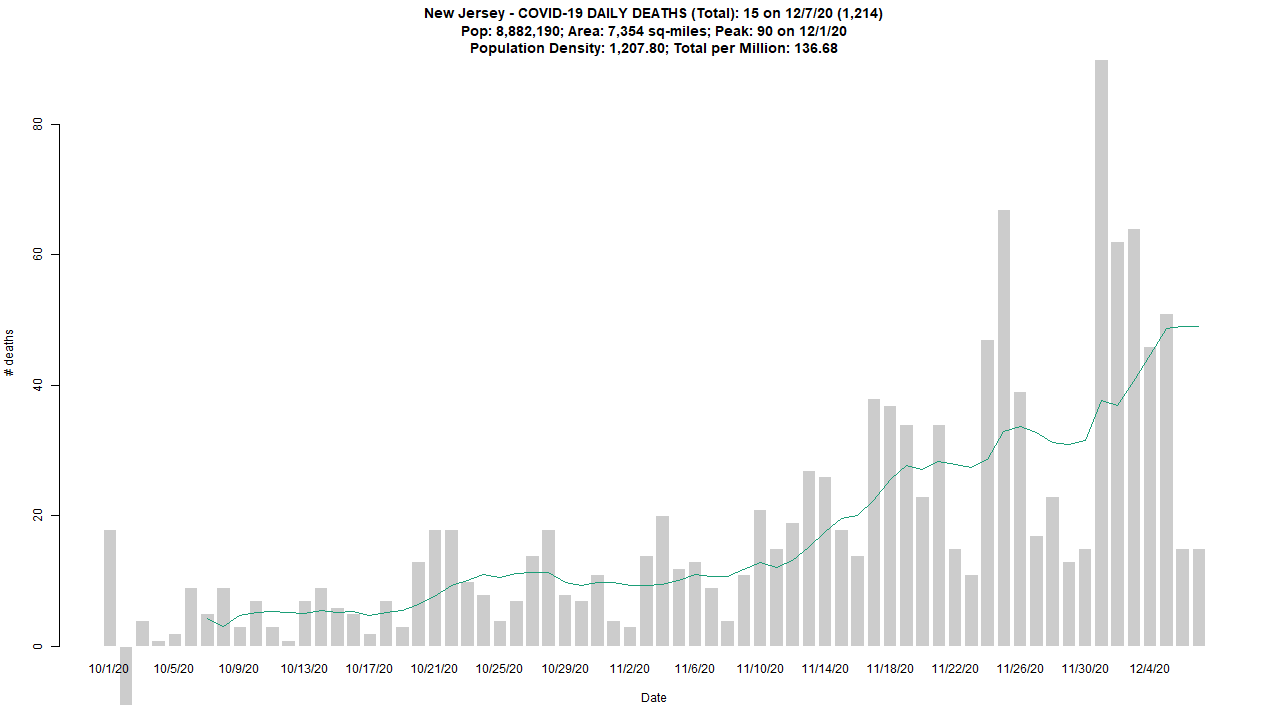 New Jersey - COVID-19 DAILY DEATHS (Total): 15 on 12/7/20 (1,214)
Pop: 8,882,190; Area: 7,354 sq-miles; Peak: 90 on 12/1/20
Population Density: 1,207.80; Total per Million: 136.68
80
60
40
20
0
# deaths
10/1/20 10/5/20 10/9/20 10/13/20 10/17/20 10/21/20 10/25/20 10/29/20 11/2/20 11/6/20 11/10/20 11/14/20 11/18/20 11/22/20 11/26/20 11/30/20 12/4/20
Date